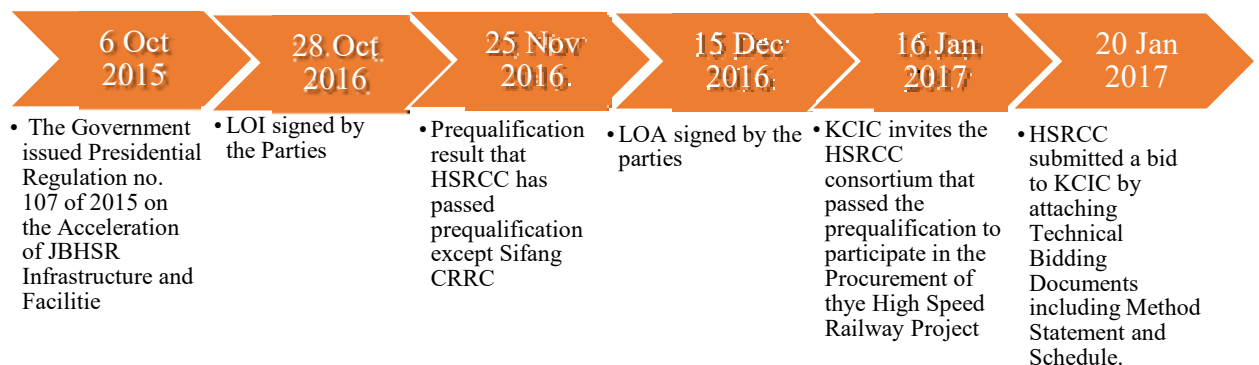 6 Oct
2015
28 Oct
2016
25 Nov
2016
15 Dec
2016
16 Jan
2017
20 Jan
2017
• The Government
issued Presidential
Regulation no.
107 of 2015 on
the Acceleration
of JBHSR
Infrastructure and
Facilitie
• LOI signed by
the Parties
• Prequalification
result that
HSRCC has
passed
prequalification
except Sifang
CRRC
• LOA signed by the
parties
• KCIC invites the
HSRCC
consortium that
passed the
prequalification to
participate in the
Procurement of
thye High Speed
Railway Project
• HSRCC
submitted a bid
to KCIC by
attaching
Technical
Bidding
Documents
including Method
Statement and
Schedule.